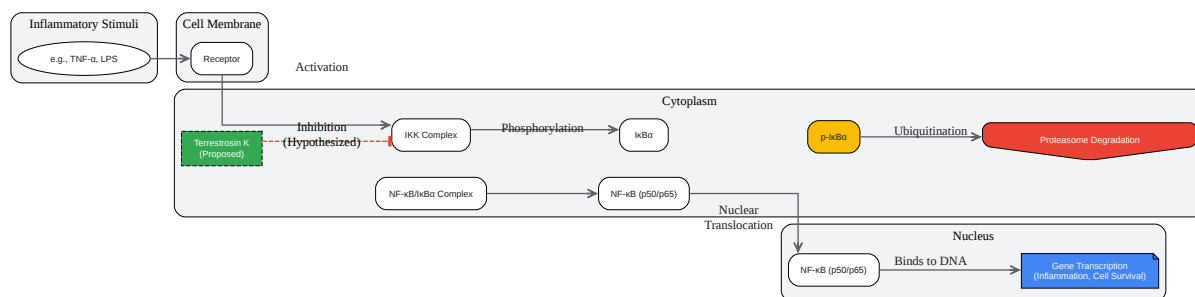 Inflammatory Stimuli
e.g., TNF-α, LPS
Cell Membrane
Receptor
Activation
Cytoplasm
Terrestrosin K
(Proposed)
Inhibition
(Hypothesized)
IKK Complex
Phosphorylation
IκBα
p-IκBα
Ubiquitination
Proteasome Degradation
NF-κB/IκBα Complex
NF-κB (p50/p65)
Nuclear
Translocation
Nucleus
NF-κB (p50/p65)
Binds to DNA
Gene Transcription
(Inflammation, Cell Survival)